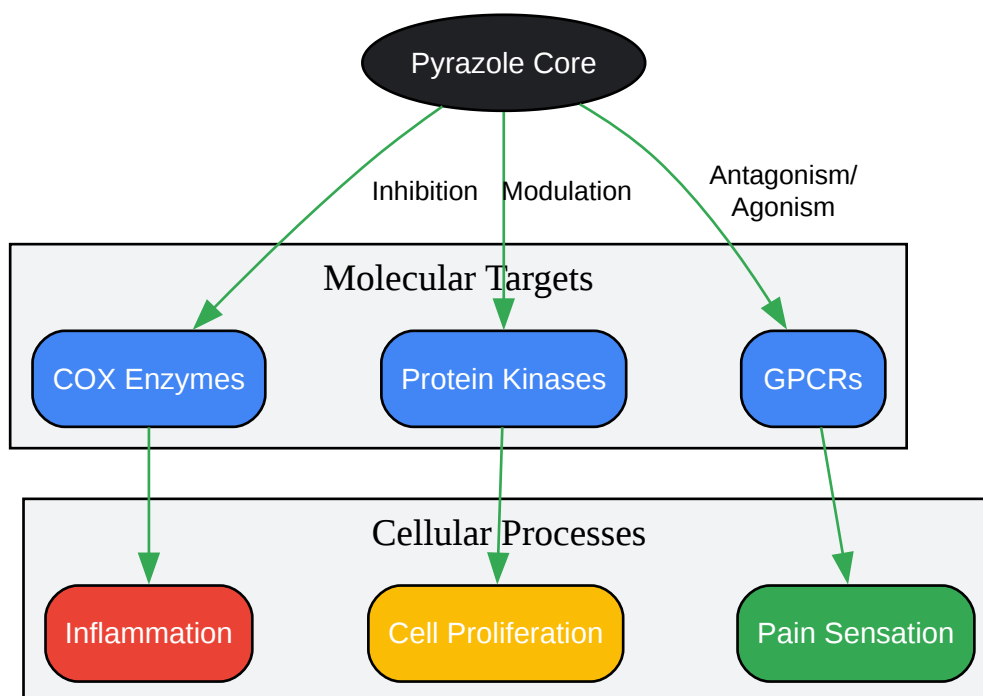 Pyrazole Core
Inhibition
Modulation
Antagonism/
Agonism
Molecular Targets
COX Enzymes
Protein Kinases
GPCRs
Cellular Processes
Inflammation
Cell Proliferation
Pain Sensation